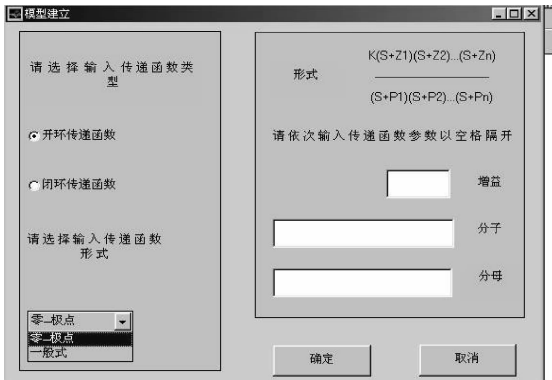 模型建立
请选择输入传递函数类
型
开环传递函数
闭环传递函数
请选择输入传递函数
形式
零-极点
零-极点
一般式
形式
K(S+Z1)(S+Z2)...(S+Zn)
(S+P1)(S+P2)...(S+Pn)
请依次输入传递函数参数以空格隔开
增益
分子
分母
确定
取消